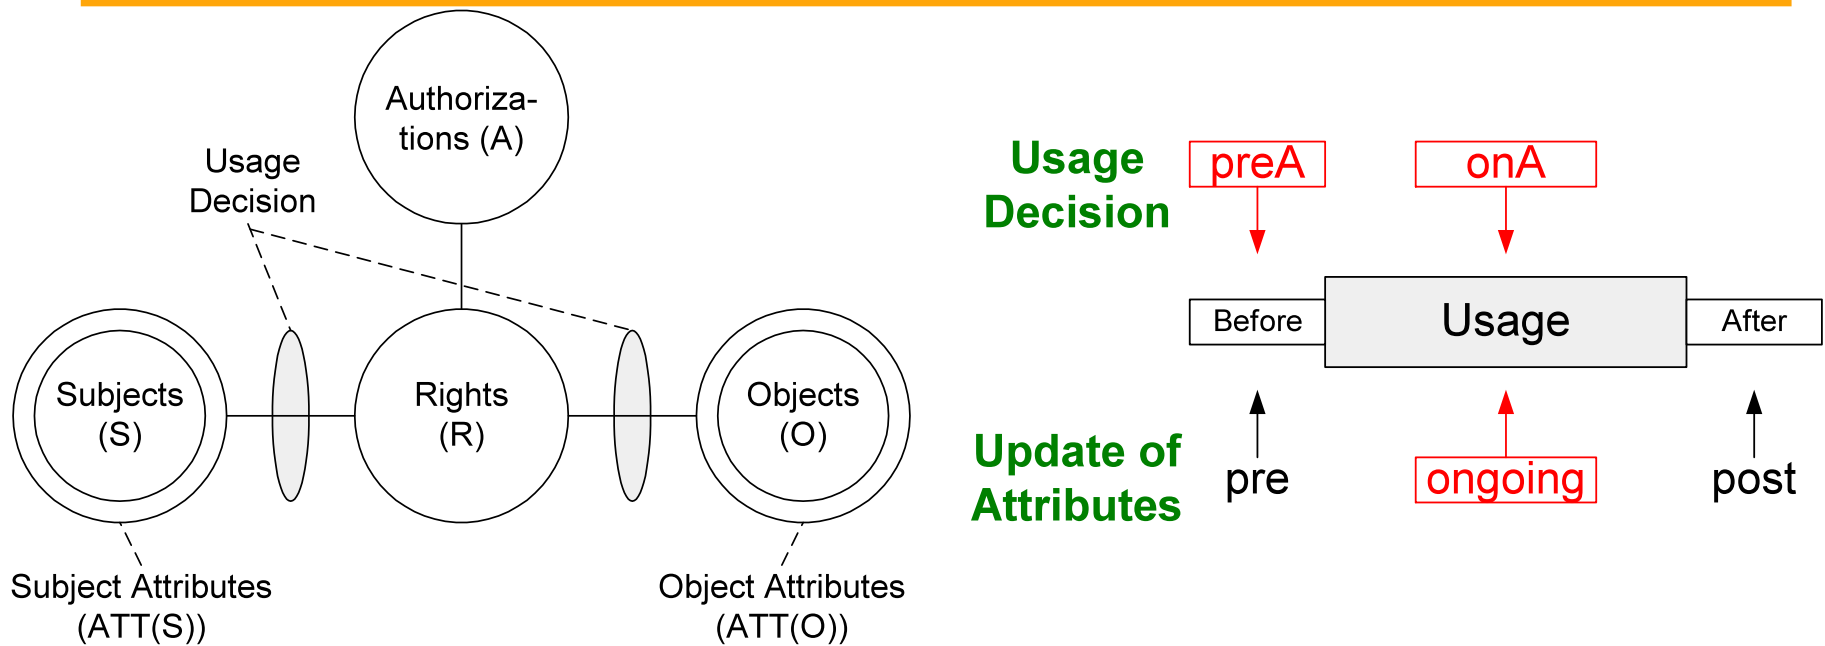 Authoriza-
tions (A)
Usage
Decision
Subjects
(S)
Rights
(R)
Objects
(O)
Subject Attributes
(ATT(S))
Object Attributes
(ATT(O))
Usage
Decision
preA
onA
Before
Usage
After
Update of
Attributes
pre
ongoing
post